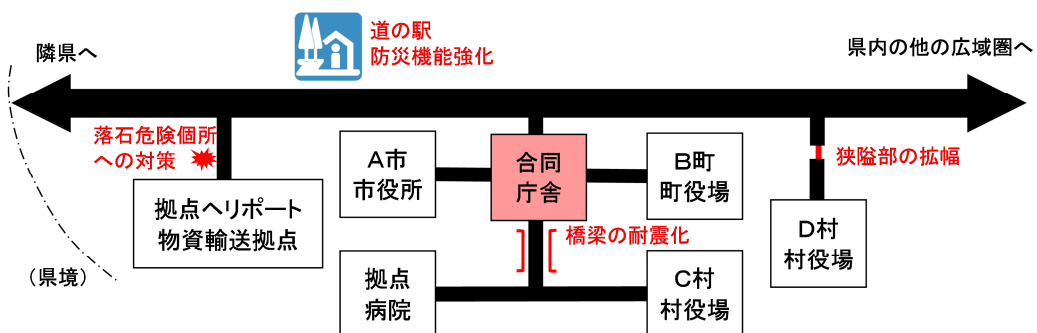 隣県へ
道の駅
防災機能強化
県内の他の広域圏へ
落石危険個所
への対策
A市
市役所
合同
庁舎
B町
町役場
狭隘部の拡幅
拠点ヘリポート
物資輸送拠点
D村
村役場
橋梁の耐震化
(県境)
拠点
病院
C村
村役場